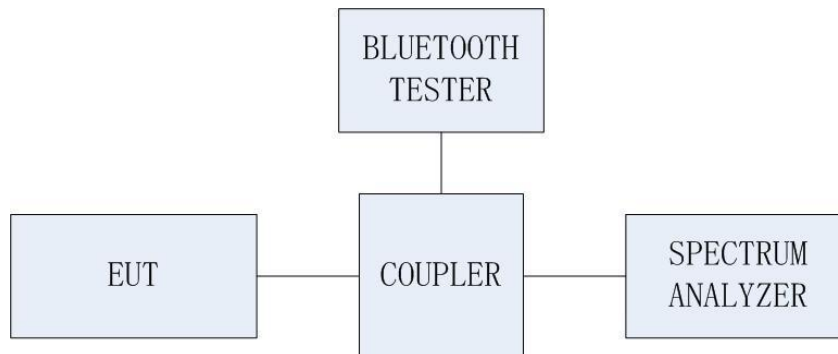 BLUETOOTH
TESTER
EUT
COUPLER
SPECTRUM
ANALYZER